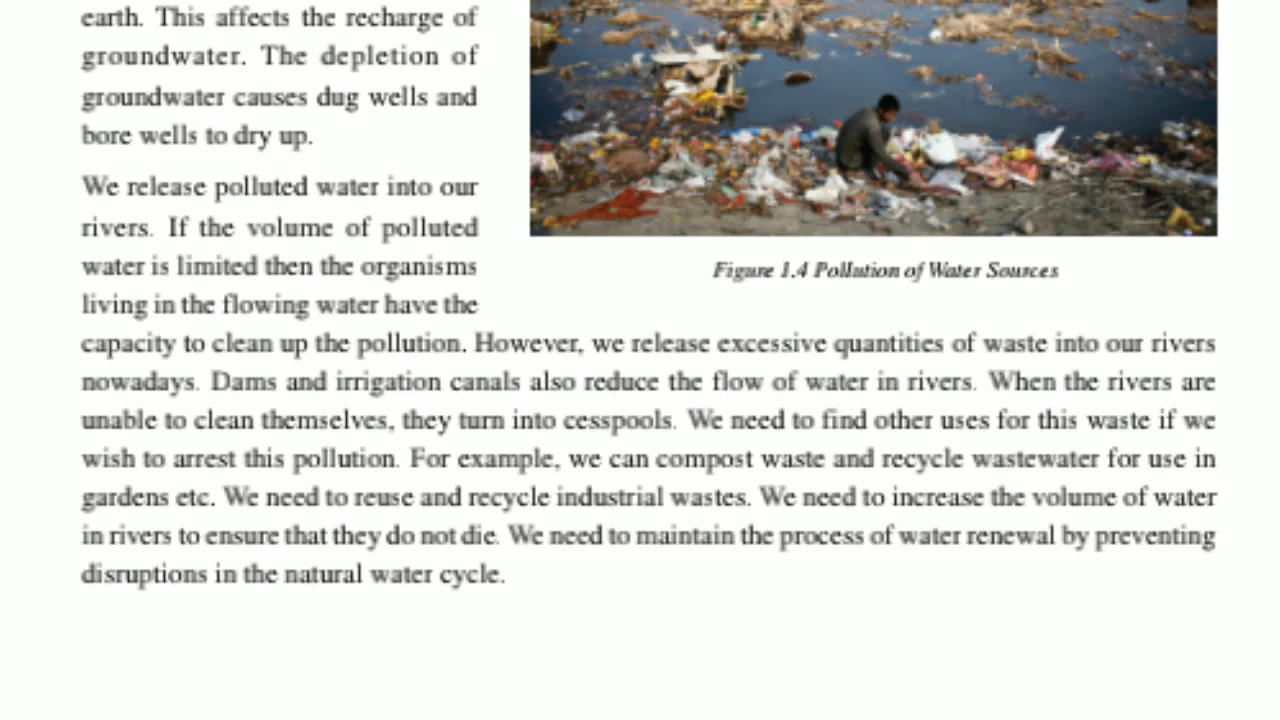 earth. This affects the recharge of
groundwater. The depletion of
groundwater causes dug wells and
bore wells to dry up.
We release polluted water into our
rivers. If the volume of polluted
water is limited then the organisms
living in the flowing water have the
Figure 1.4 Pollution of Water Sources
capacity to clean up the pollution. However, we release excessive quantities of waste into our rivers
nowadays. Dams and irrigation canals also reduce the flow of water in rivers. When the rivers are
unable to clean themselves, they turn into cesspools. We need to find other uses for this waste if we
wish to arrest this pollution. For example, we can compost waste and recycle wastewater for use in
gardens etc. We need to reuse and recycle industrial wastes. We need to increase the volume of water
in rivers to ensure that they do not die. We need to maintain the process of water renewal by preventing
disruptions in the natural water cycle.